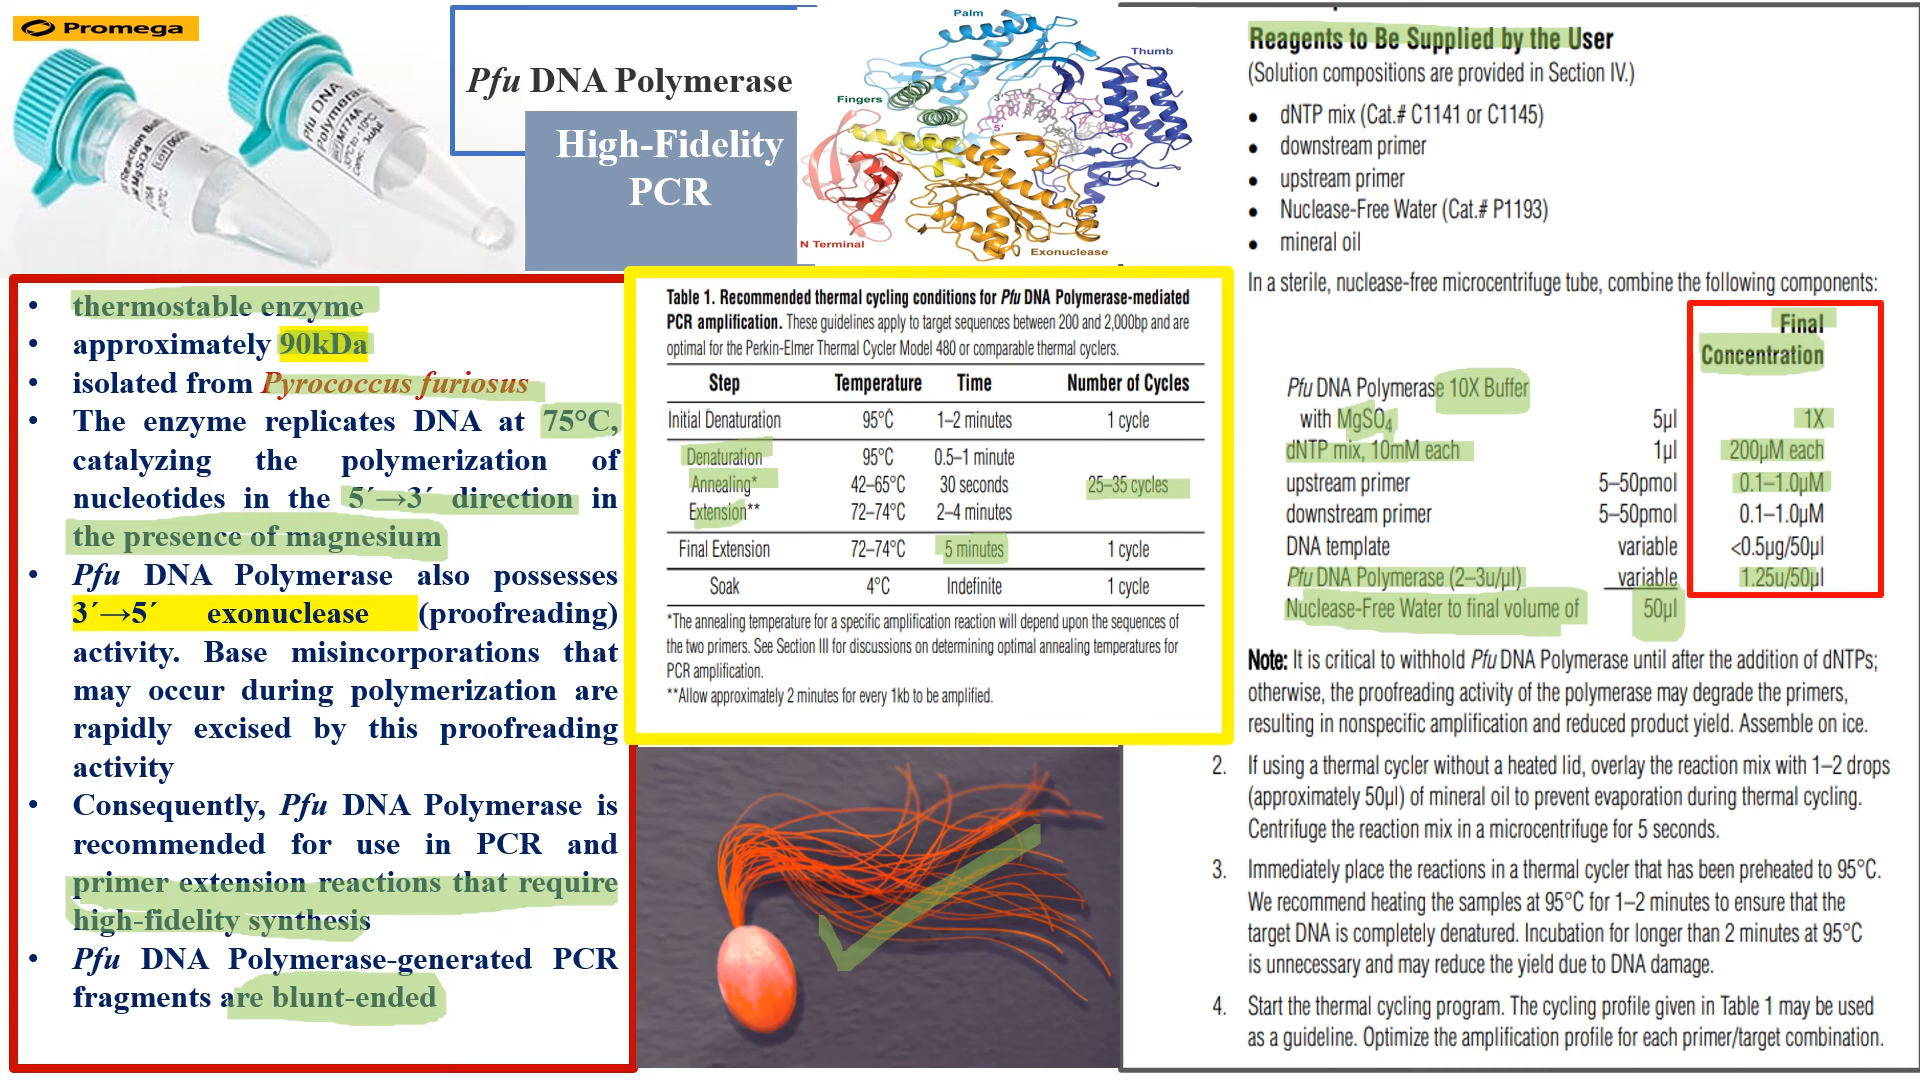 Promega
Pfu DNA
Pfu DNA Polymerase
High-Fidelity
PCR
Palm
Thumb
Fingers
3'
5'
N Terminal
Exonuclease
• thermostable enzyme
• approximately 90kDa
• isolated from Pyrococcus furiosus
• The enzyme replicates DNA at 75°C,
catalyzing the polymerization of
nucleotides in the 5´→3´ direction in
the presence of magnesium
• Pfu DNA Polymerase also possesses
3´→5´ exonuclease (proofreading)
activity. Base misincorporations that
may occur during polymerization are
rapidly excised by this proofreading
activity
• Consequently, Pfu DNA Polymerase is
recommended for use in PCR and
primer extension reactions that require
high-fidelity synthesis
• Pfu DNA Polymerase-generated PCR
fragments are blunt-ended
Table 1. Recommended thermal cycling conditions for Pfu DNA Polymerase-mediated
PCR amplification. These guidelines apply to target sequences between 200 and 2,000bp and are
optimal for the Perkin-Elmer Thermal Cycler Model 480 or comparable thermal cyclers.
Step Temperature Time Number of Cycles
Initial Denaturation 95°C 1–2 minutes 1 cycle
Denaturation 95°C 0.5–1 minute
Annealing* 42–65°C 30 seconds 25–35 cycles
Extension** 72–74°C 2–4 minutes
Final Extension 72–74°C 5 minutes 1 cycle
Soak 4°C Indefinite 1 cycle
*The annealing temperature for a specific amplification reaction will depend upon the sequences of
the two primers. See Section III for discussions on determining optimal annealing temperatures for
PCR amplification.
**Allow approximately 2 minutes for every 1kb to be amplified.
Reagents to Be Supplied by the User
(Solution compositions are provided in Section IV.)
• dNTP mix (Cat.# C1141 or C1145)
• downstream primer
• upstream primer
• Nuclease-Free Water (Cat.# P1193)
• mineral oil
In a sterile, nuclease-free microcentrifuge tube, combine the following components:
Final
Concentration
Pfu DNA Polymerase 10X Buffer
with MgSO₄ 5µl 1X
dNTP mix, 10mM each 1µl 200µM each
upstream primer 5–50pmol 0.1–1.0µM
downstream primer 5–50pmol 0.1–1.0µM
DNA template variable <0.5µg/50µl
Pfu DNA Polymerase (2–3u/µl) variable 1.25u/50µl
Nuclease-Free Water to final volume of 50µl
Note: It is critical to withhold Pfu DNA Polymerase until after the addition of dNTPs;
otherwise, the proofreading activity of the polymerase may degrade the primers,
resulting in nonspecific amplification and reduced product yield. Assemble on ice.
2. If using a thermal cycler without a heated lid, overlay the reaction mix with 1–2 drops
(approximately 50µl) of mineral oil to prevent evaporation during thermal cycling.
Centrifuge the reaction mix in a microcentrifuge for 5 seconds.
3. Immediately place the reactions in a thermal cycler that has been preheated to 95°C.
We recommend heating the samples at 95°C for 1–2 minutes to ensure that the
target DNA is completely denatured. Incubation for longer than 2 minutes at 95°C
is unnecessary and may reduce the yield due to DNA damage.
4. Start the thermal cycling program. The cycling profile given in Table 1 may be used
as a guideline. Optimize the amplification profile for each primer/target combination.